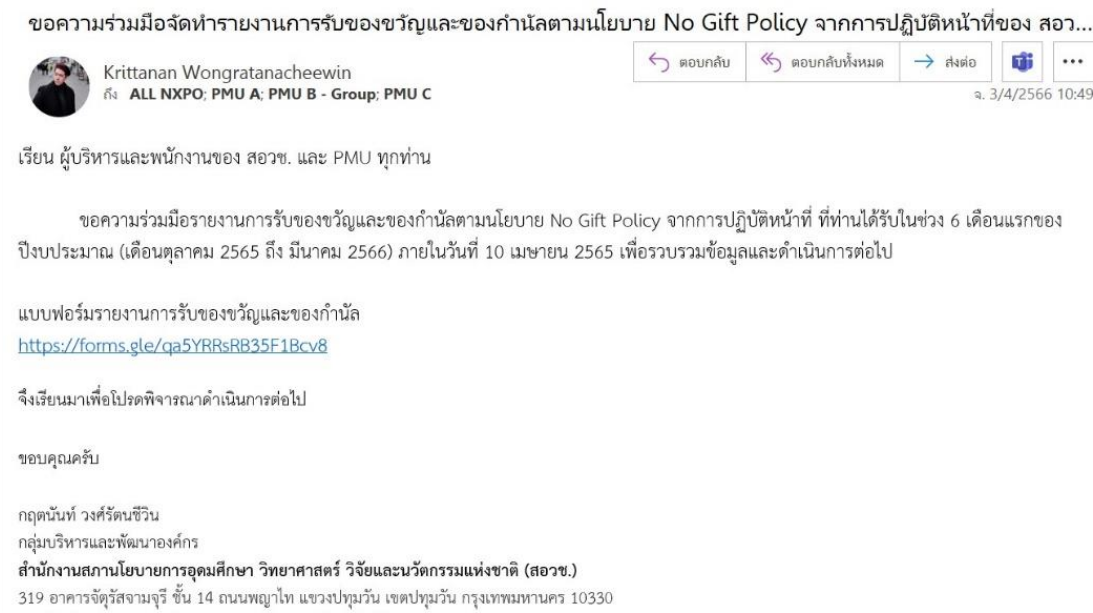 ขอความร่วมมือจัดทำรายงานการรับของขวัญและของกำนัลตามนโยบาย No Gift Policy จากการปฏิบัติหน้าที่ของ สอว...
Krittanan Wongratanacheewin
ถึง ALL NXPO; PMU A; PMU B - Group; PMU C
ตอบกลับ ตอบกลับทั้งหมด ส่งต่อ
จ. 3/4/2566 10:49
เรียน ผู้บริหารและพนักงานของ สอวช. และ PMU ทุกท่าน
ขอความร่วมมือรายงานการรับของขวัญและของกำนัลตามนโยบาย No Gift Policy จากการปฏิบัติหน้าที่ ที่ท่านได้รับในช่วง 6 เดือนแรกของ
ปีงบประมาณ (เดือนตุลาคม 2565 ถึง มีนาคม 2566) ภายในวันที่ 10 เมษายน 2565 เพื่อรวบรวมข้อมูลและดำเนินการต่อไป
แบบฟอร์มรายงานการรับของขวัญและของกำนัล
https://forms.gle/qa5YRRsRB35F1Bcv8
จึงเรียนมาเพื่อโปรดพิจารณาดำเนินการต่อไป
ขอบคุณครับ
กฤตนันท์ วงศ์รัตนชีวิน
กลุ่มบริหารและพัฒนาองค์กร
สำนักงานสภานโยบายการอุดมศึกษา วิทยาศาสตร์ วิจัยและนวัตกรรมแห่งชาติ (สอวช.)
319 อาคารจัตุรัสจามจุรี ชั้น 14 ถนนพญาไท แขวงปทุมวัน เขตปทุมวัน กรุงเทพมหานคร 10330